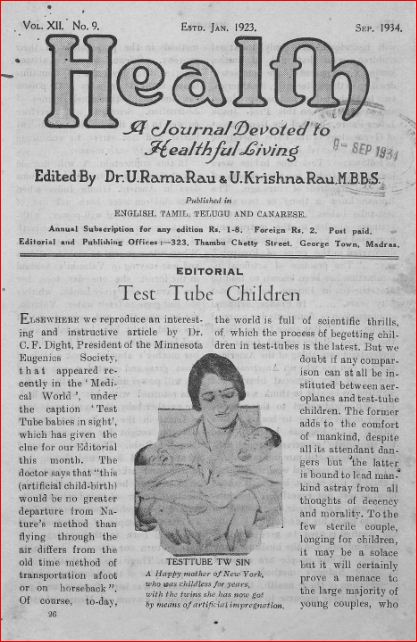 VOL. XII. No. 9. ESTD. JAN. 1923. SEP. 1934.
Health
A Journal Devoted to
Healthful Living
9- SEP 1934
Edited By Dr. U. Rama Rau & U. Krishna Rau, M.B.B.S.
Published in
ENGLISH, TAMIL, TELUGU AND CANARESE.
Annual Subscription for any edition Rs. 1-8. Foreign Rs. 2. Post paid.
Editorial and Publishing Offices:—323, Thambu Chetty Street, George Town, Madras.
EDITORIAL
Test Tube Children
ELSEWHERE we reproduce an interest-
ing and instructive article by Dr.
C. F. Dight, President of the Minnesota
Eugenics Society,
that appeared re-
cently in the 'Medi-
cal World', under
the caption 'Test
Tube babies in sight',
which has given the
clue for our Editorial
this month. The
doctor says that "this
(artificial child-birth)
would be no greater
departure from Na-
ture's method than
flying through the
air differs from the
old time method of
transportation afoot
or on horseback".
Of course, to-day,
26
TESTTUBE TW SIN
A Happy mother of New York,
who was childless for years,
with the twins she has now got
by means of artificial impregnation.
the world is full of scientific thrills,
of which the process of begetting chil-
dren in test-tubes is the latest. But we
doubt if any compar-
ison can at all be in-
stituted between aer-
oplanes and test-tube
children. The former
adds to the comfort
of mankind, despite
all its attendant dan-
gers but the latter
is bound to lead man-
kind astray from all
thoughts of decency
and morality. To the
few sterile couple,
longing for children,
it may be a solace
but it will certainly
prove a menace to
the large majority of
young couples, who